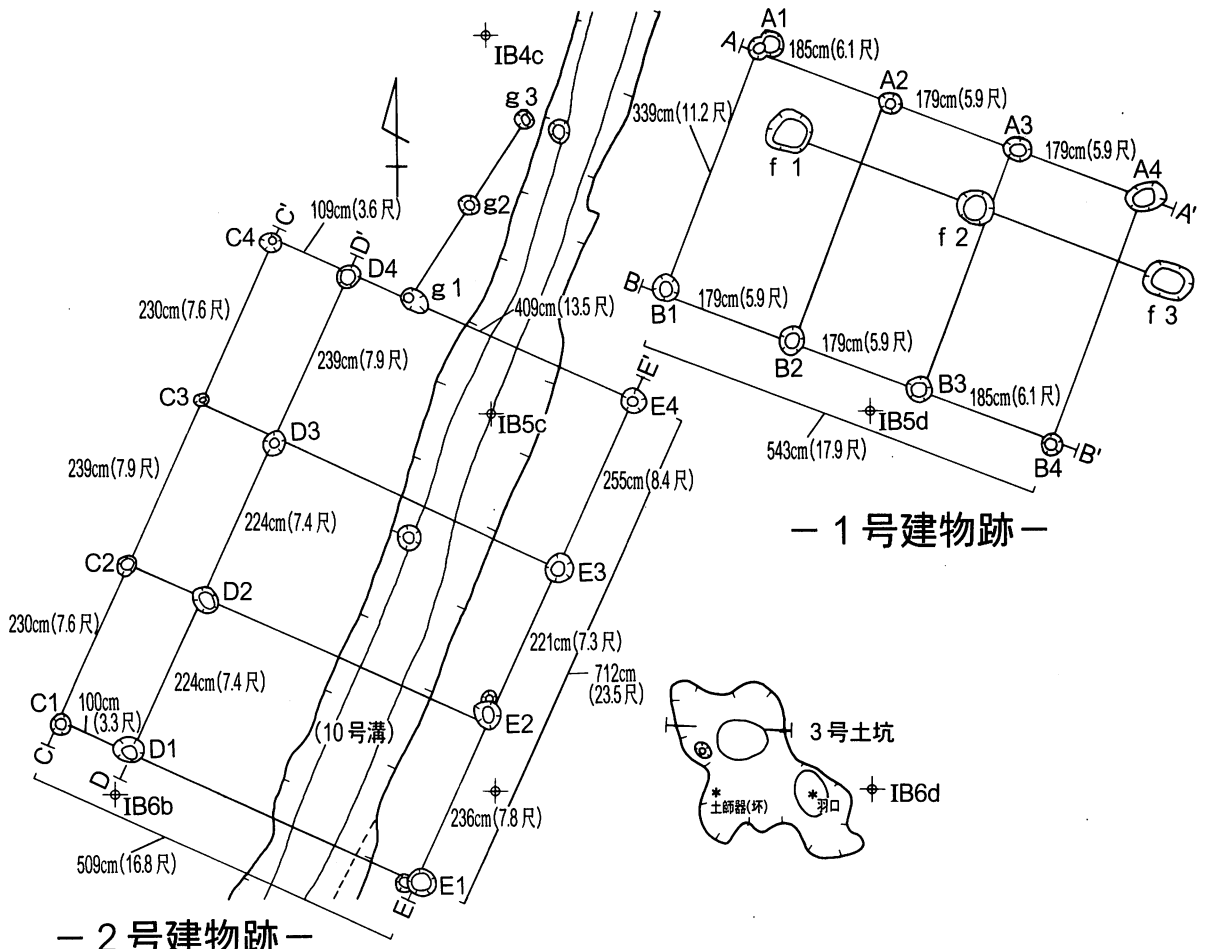 A1
A
185cm(6.1尺)
A2
179cm(5.9尺)
A3
179cm(5.9尺)
A4
A'
339cm(11.2尺)
f 1
f 2
f 3
B
B1
179cm(5.9尺)
B2
179cm(5.9尺)
B3
185cm(6.1尺)
B4
B'
IB5d
543cm(17.9尺)
－1号建物跡－
IB4c
g 3
g2
g 1
C'
C4
109cm(3.6尺)
D'
D4
409cm(13.5尺)
230cm(7.6尺)
239cm(7.9尺)
E'
E4
C3
D3
IB5c
239cm(7.9尺)
255cm(8.4尺)
224cm(7.4尺)
C2
D2
E3
230cm(7.6尺)
221cm(7.3尺)
712cm
(23.5尺)
224cm(7.4尺)
C1
100cm
(3.3尺)
E2
C
D1
(10号溝)
D
IB6b
236cm(7.8尺)
509cm(16.8尺)
E1
E
－2号建物跡－
3号土坑
土師器(坏)
羽口
IB6d